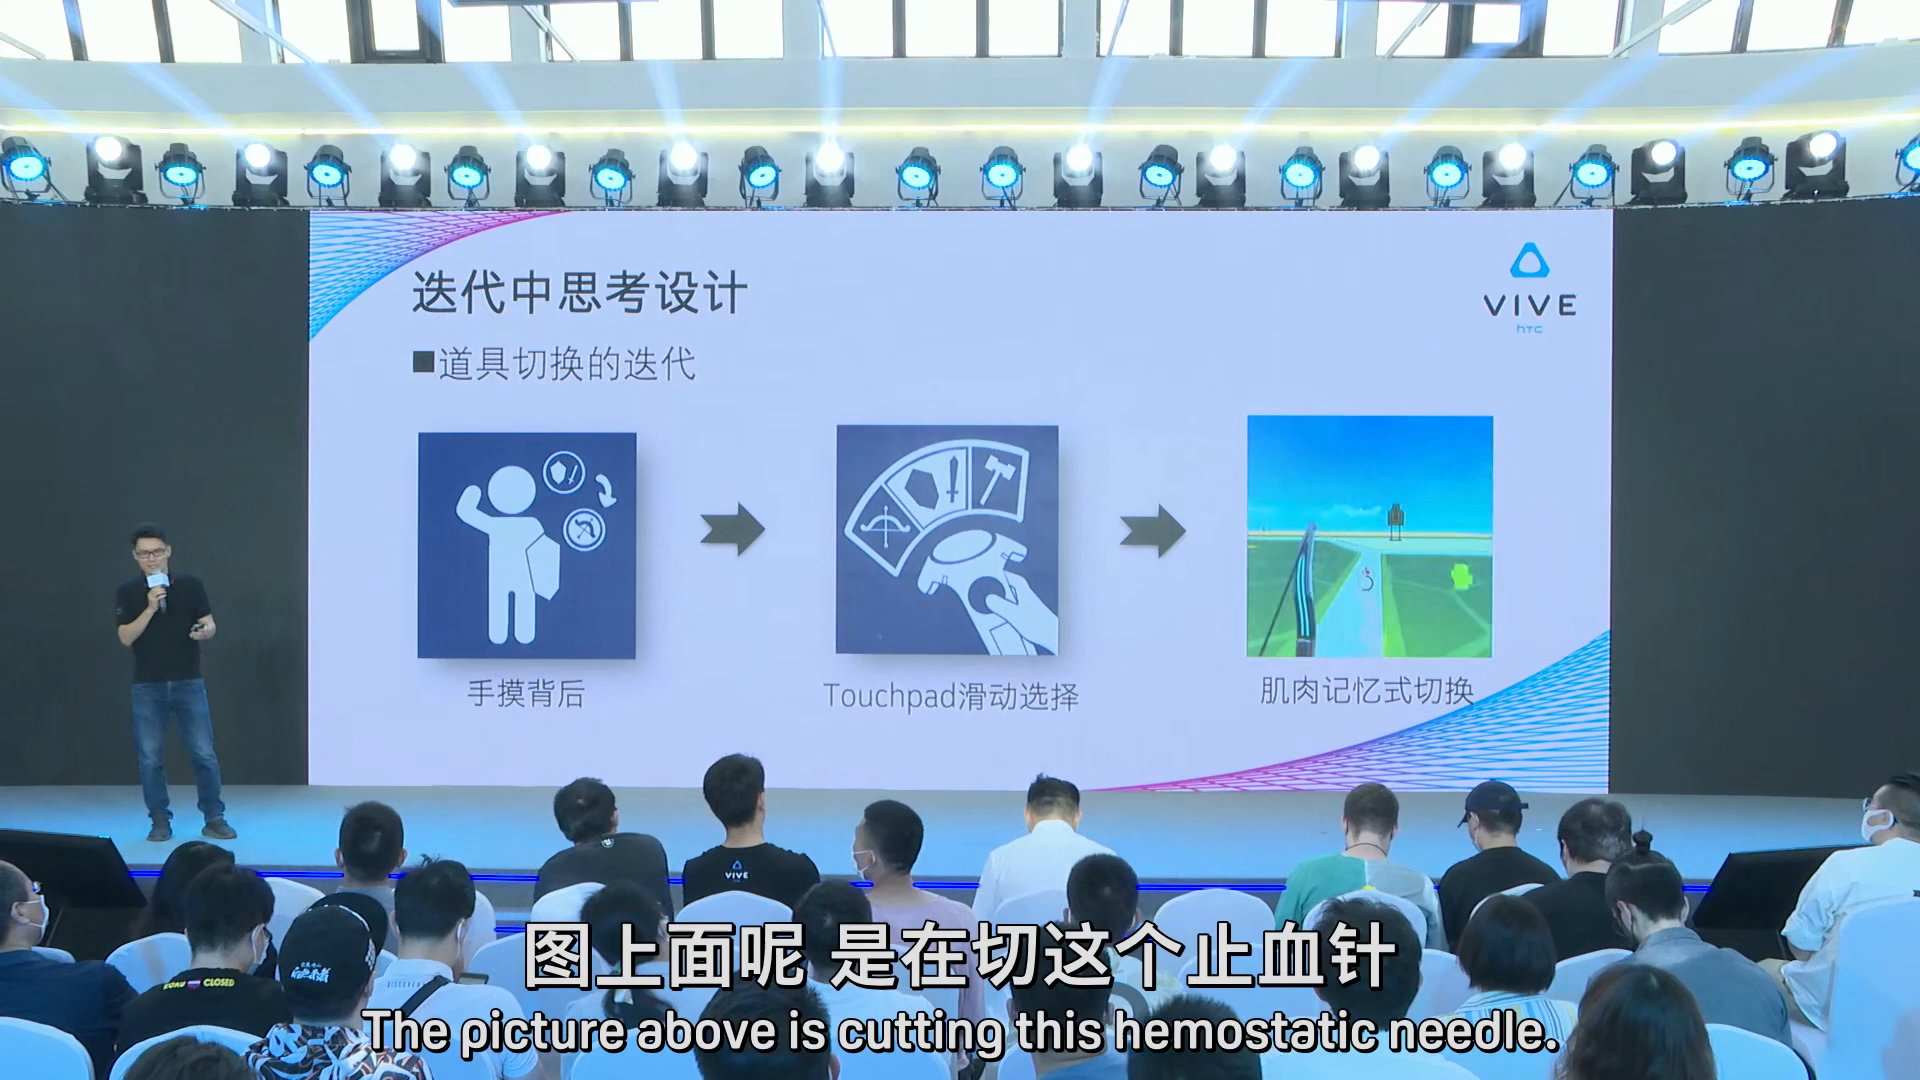 迭代中思考设计
VIVE
hTC
■道具切换的迭代
手摸背后
Touchpad滑动选择
肌肉记忆式切换
VIVE
CLOSED
图上面呢 是在切这个止血针
The picture above is cutting this hemostatic needle.